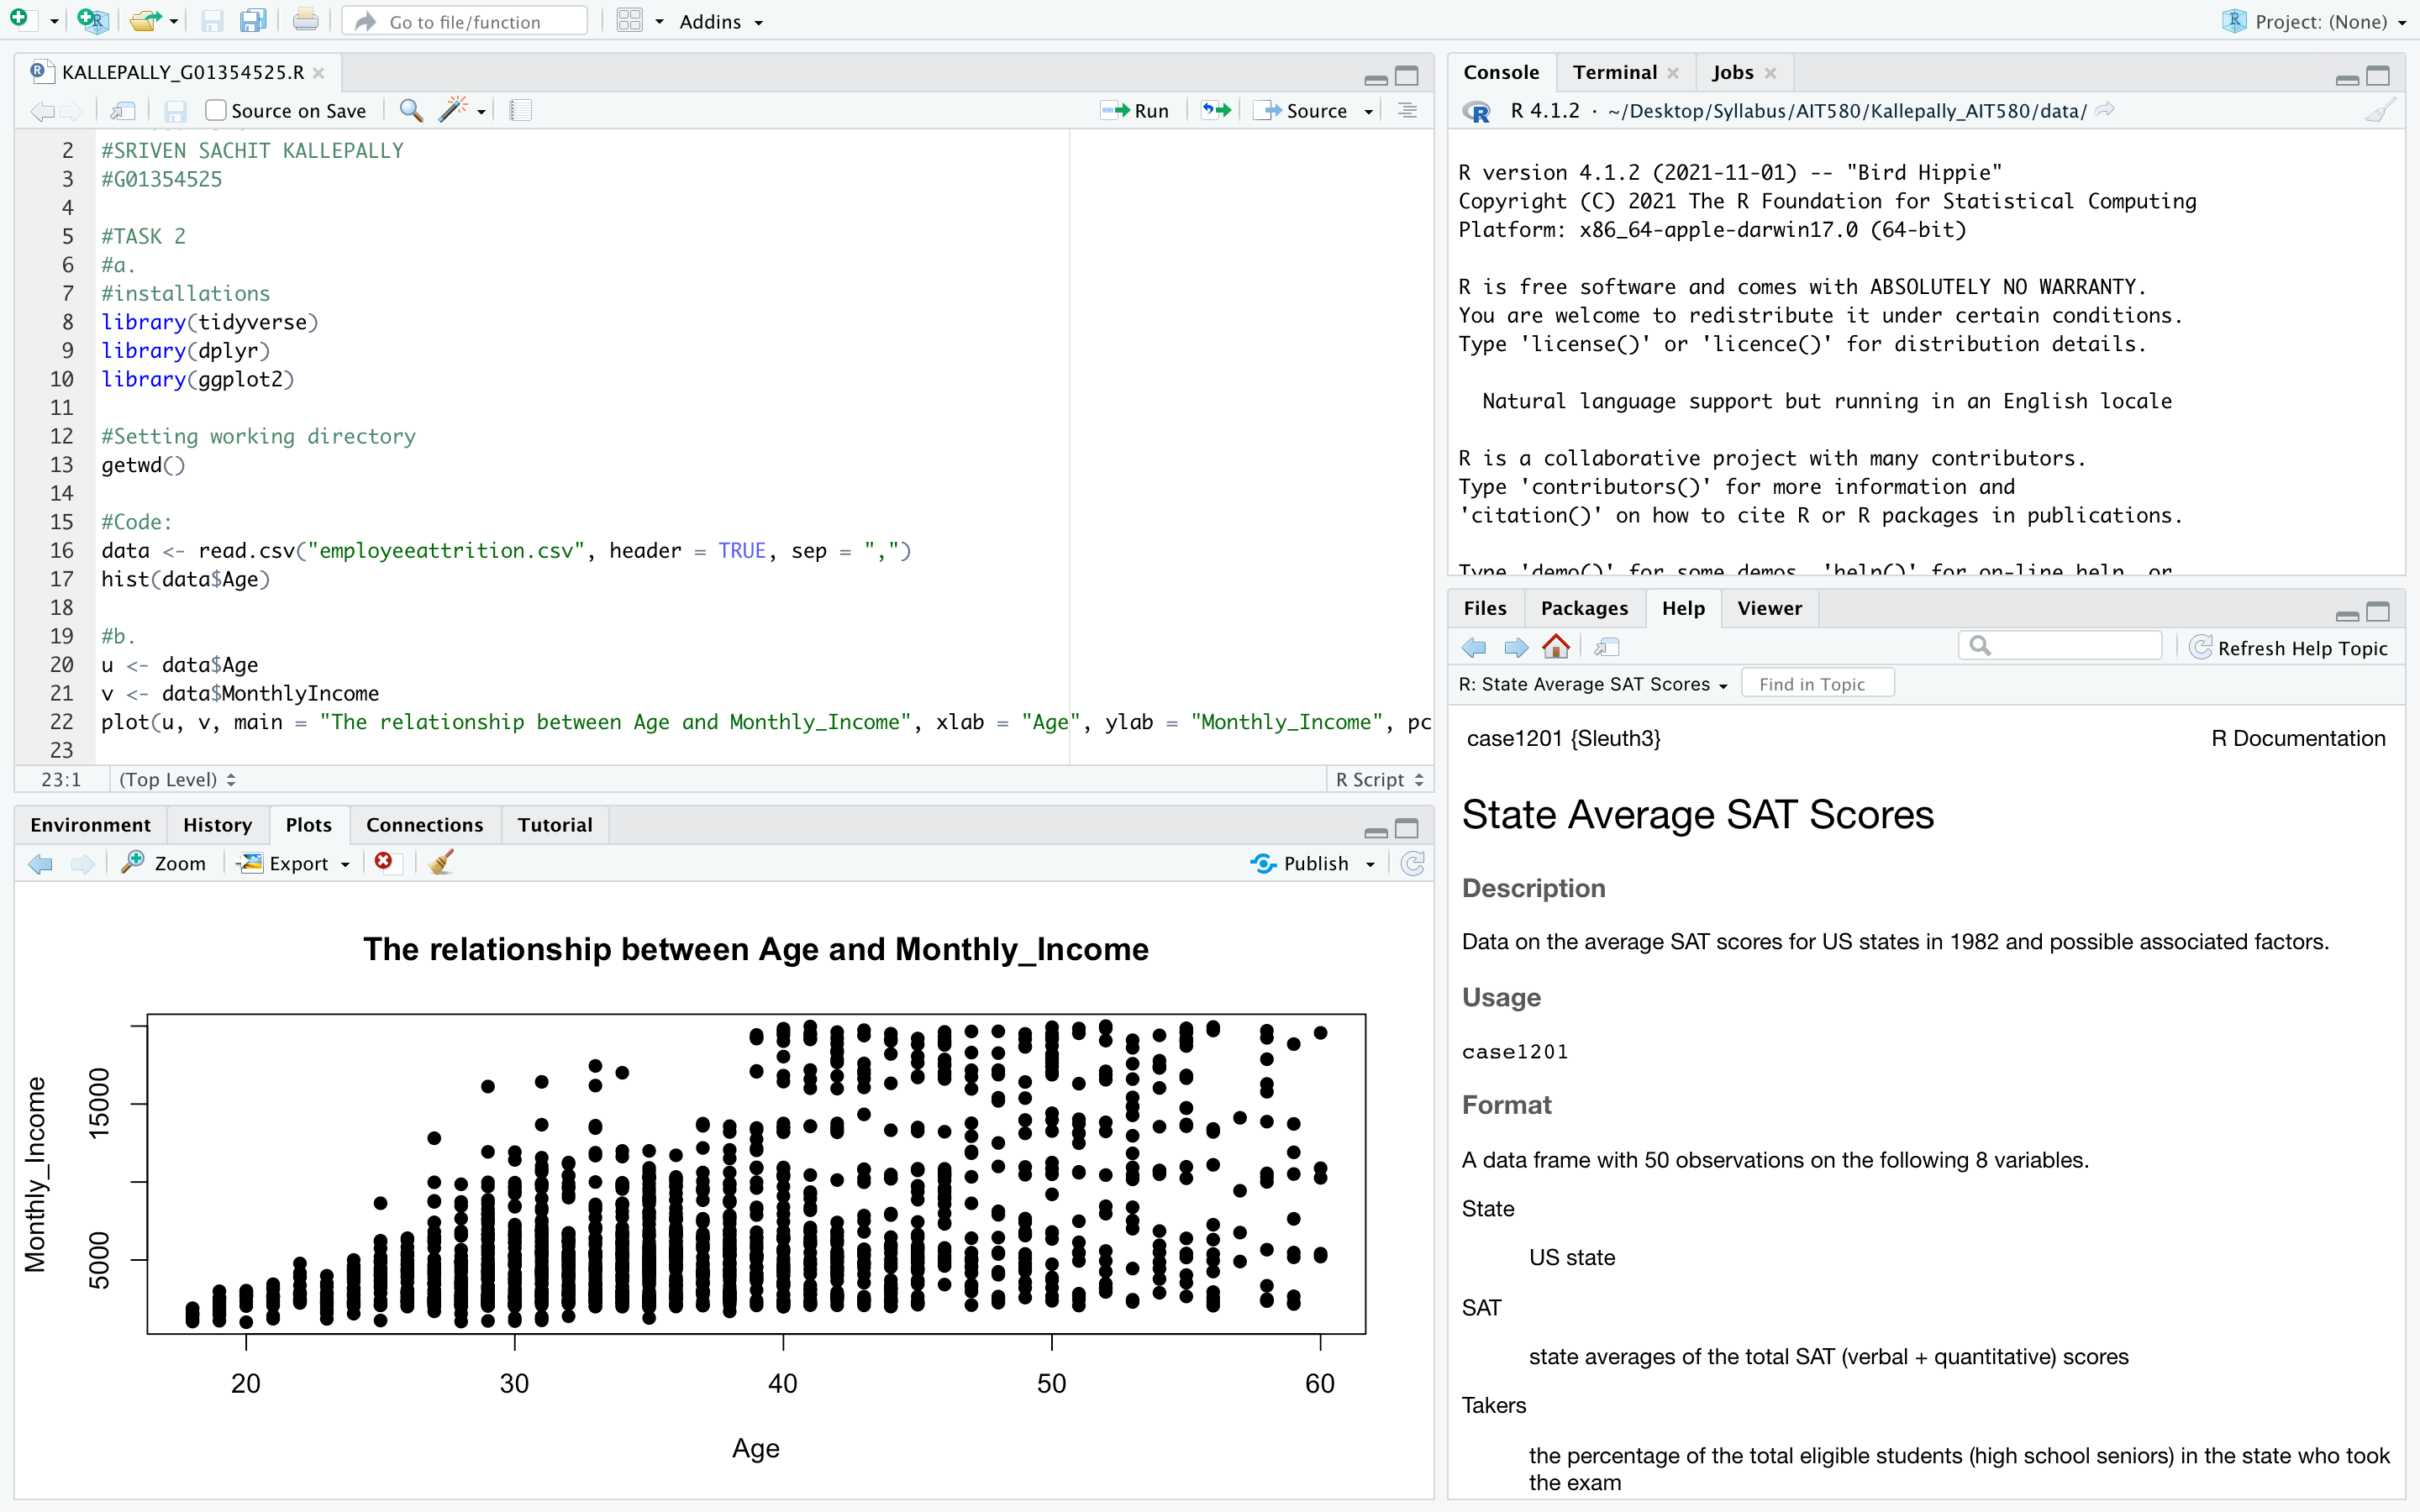 Go to file/function
Addins
Project: (None)
KALLEPALLY_G01354525.R
Source on Save
Run
Source
2 #SRIVEN SACHIT KALLEPALLY
3 #G01354525
4
5 #TASK 2
6 #a.
7 #installations
8 library(tidyverse)
9 library(dplyr)
10 library(ggplot2)
11
12 #Setting working directory
13 getwd()
14
15 #Code:
16 data <- read.csv("employeeattrition.csv", header = TRUE, sep = ",")
17 hist(data$Age)
18
19 #b.
20 u <- data$Age
21 v <- data$MonthlyIncome
22 plot(u, v, main = "The relationship between Age and Monthly_Income", xlab = "Age", ylab = "Monthly_Income", pc
23
23:1 (Top Level) R Script
Environment History Plots Connections Tutorial
Zoom Export Publish
The relationship between Age and Monthly_Income
Monthly_Income
15000
5000
20 30 40 50 60
Age
Console Terminal Jobs
R 4.1.2 · ~/Desktop/Syllabus/AIT580/Kallepally_AIT580/data/
R version 4.1.2 (2021-11-01) -- "Bird Hippie"
Copyright (C) 2021 The R Foundation for Statistical Computing
Platform: x86_64-apple-darwin17.0 (64-bit)
R is free software and comes with ABSOLUTELY NO WARRANTY.
You are welcome to redistribute it under certain conditions.
Type 'license()' or 'licence()' for distribution details.
Natural language support but running in an English locale
R is a collaborative project with many contributors.
Type 'contributors()' for more information and
'citation()' on how to cite R or R packages in publications.
Type 'demo()' for some demos, 'help()' for on-line help, or
Files Packages Help Viewer
Refresh Help Topic
R: State Average SAT Scores Find in Topic
case1201 {Sleuth3} R Documentation
State Average SAT Scores
Description
Data on the average SAT scores for US states in 1982 and possible associated factors.
Usage
case1201
Format
A data frame with 50 observations on the following 8 variables.
State
US state
SAT
state averages of the total SAT (verbal + quantitative) scores
Takers
the percentage of the total eligible students (high school seniors) in the state who took
the exam